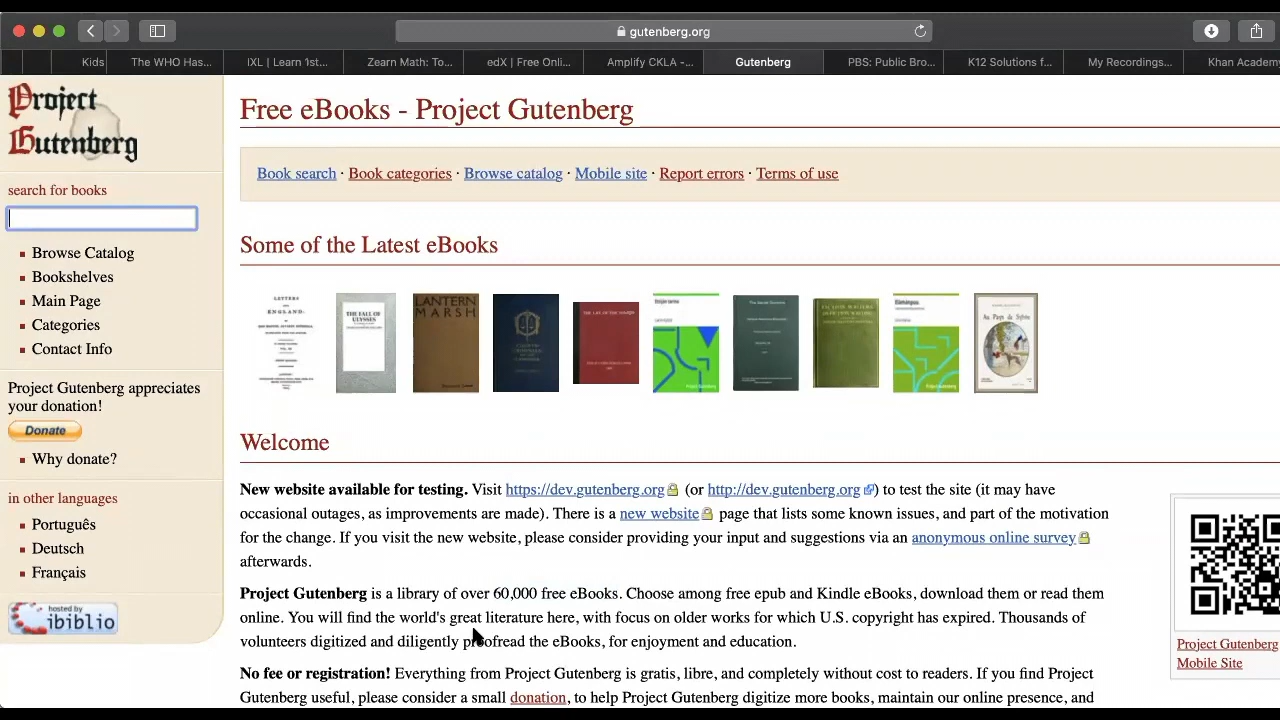 gutenberg.org
Kids
The WHO Has...
IXL | Learn 1st...
Zearn Math: To...
edX | Free Onli...
Amplify CKLA -...
Gutenberg
PBS: Public Bro...
K12 Solutions f...
My Recordings...
Khan Academy
Project
Gutenberg
search for books
Browse Catalog
Bookshelves
Main Page
Categories
Contact Info
Project Gutenberg appreciates
your donation!
Donate
Why donate?
in other languages
Português
Deutsch
Français
hosted by
ibiblio
Free eBooks - Project Gutenberg
Book search · Book categories · Browse catalog · Mobile site · Report errors · Terms of use
Some of the Latest eBooks
LETTERS
ENGLAND:
THE FALL OF
ULYSSES
LANTERN
MARSH
Project Gutenberg
Project Gutenberg
Welcome
New website available for testing. Visit https://dev.gutenberg.org (or http://dev.gutenberg.org) to test the site (it may have
occasional outages, as improvements are made). There is a new website page that lists some known issues, and part of the motivation
for the change. If you visit the new website, please consider providing your input and suggestions via an anonymous online survey
afterwards.
Project Gutenberg is a library of over 60,000 free eBooks. Choose among free epub and Kindle eBooks, download them or read them
online. You will find the world's great literature here, with focus on older works for which U.S. copyright has expired. Thousands of
volunteers digitized and diligently proofread the eBooks, for enjoyment and education.
No fee or registration! Everything from Project Gutenberg is gratis, libre, and completely without cost to readers. If you find Project
Gutenberg useful, please consider a small donation, to help Project Gutenberg digitize more books, maintain our online presence, and
Project Gutenberg
Mobile Site